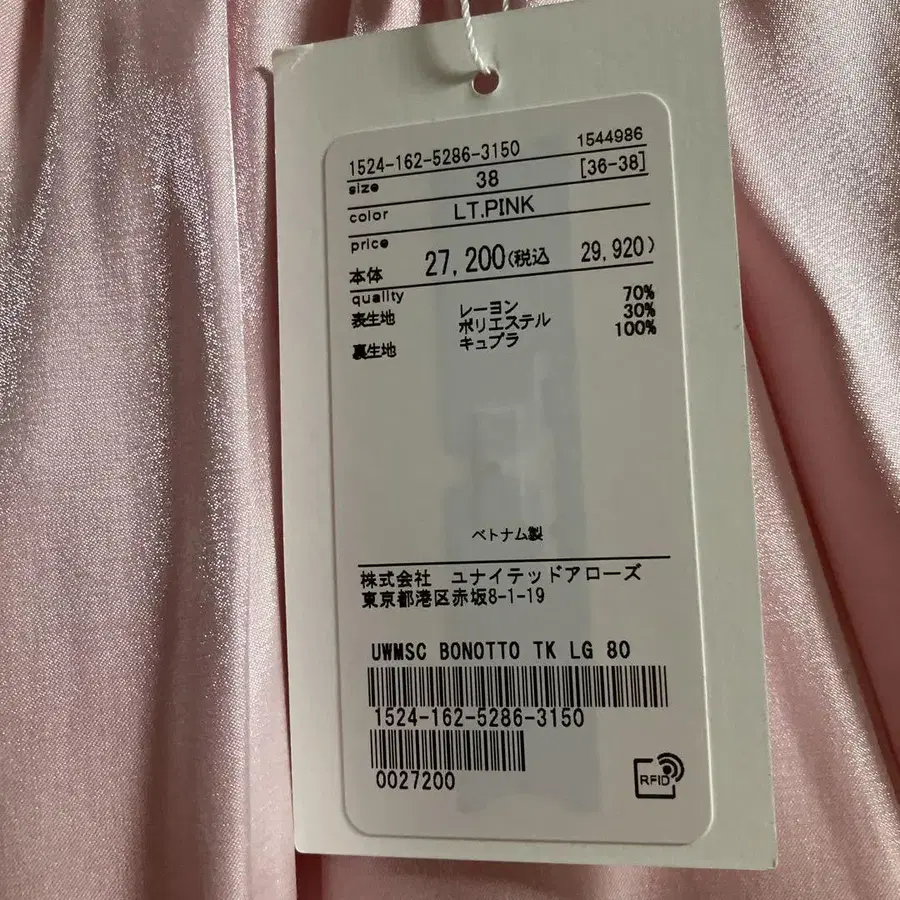 1524-162-5286-3150 1544986
size 38 [36-38]
color LT.PINK
price
本体 27,200(税込 29,920)
quality
表生地 レーヨン 70%
ポリエステル 30%
裏生地 キュプラ 100%
ベトナム製
株式会社 ユナイテッドアローズ
東京都港区赤坂8-1-19
UWMSC BONOTTO TK LG 80
1524-162-5286-3150
0027200
RFID